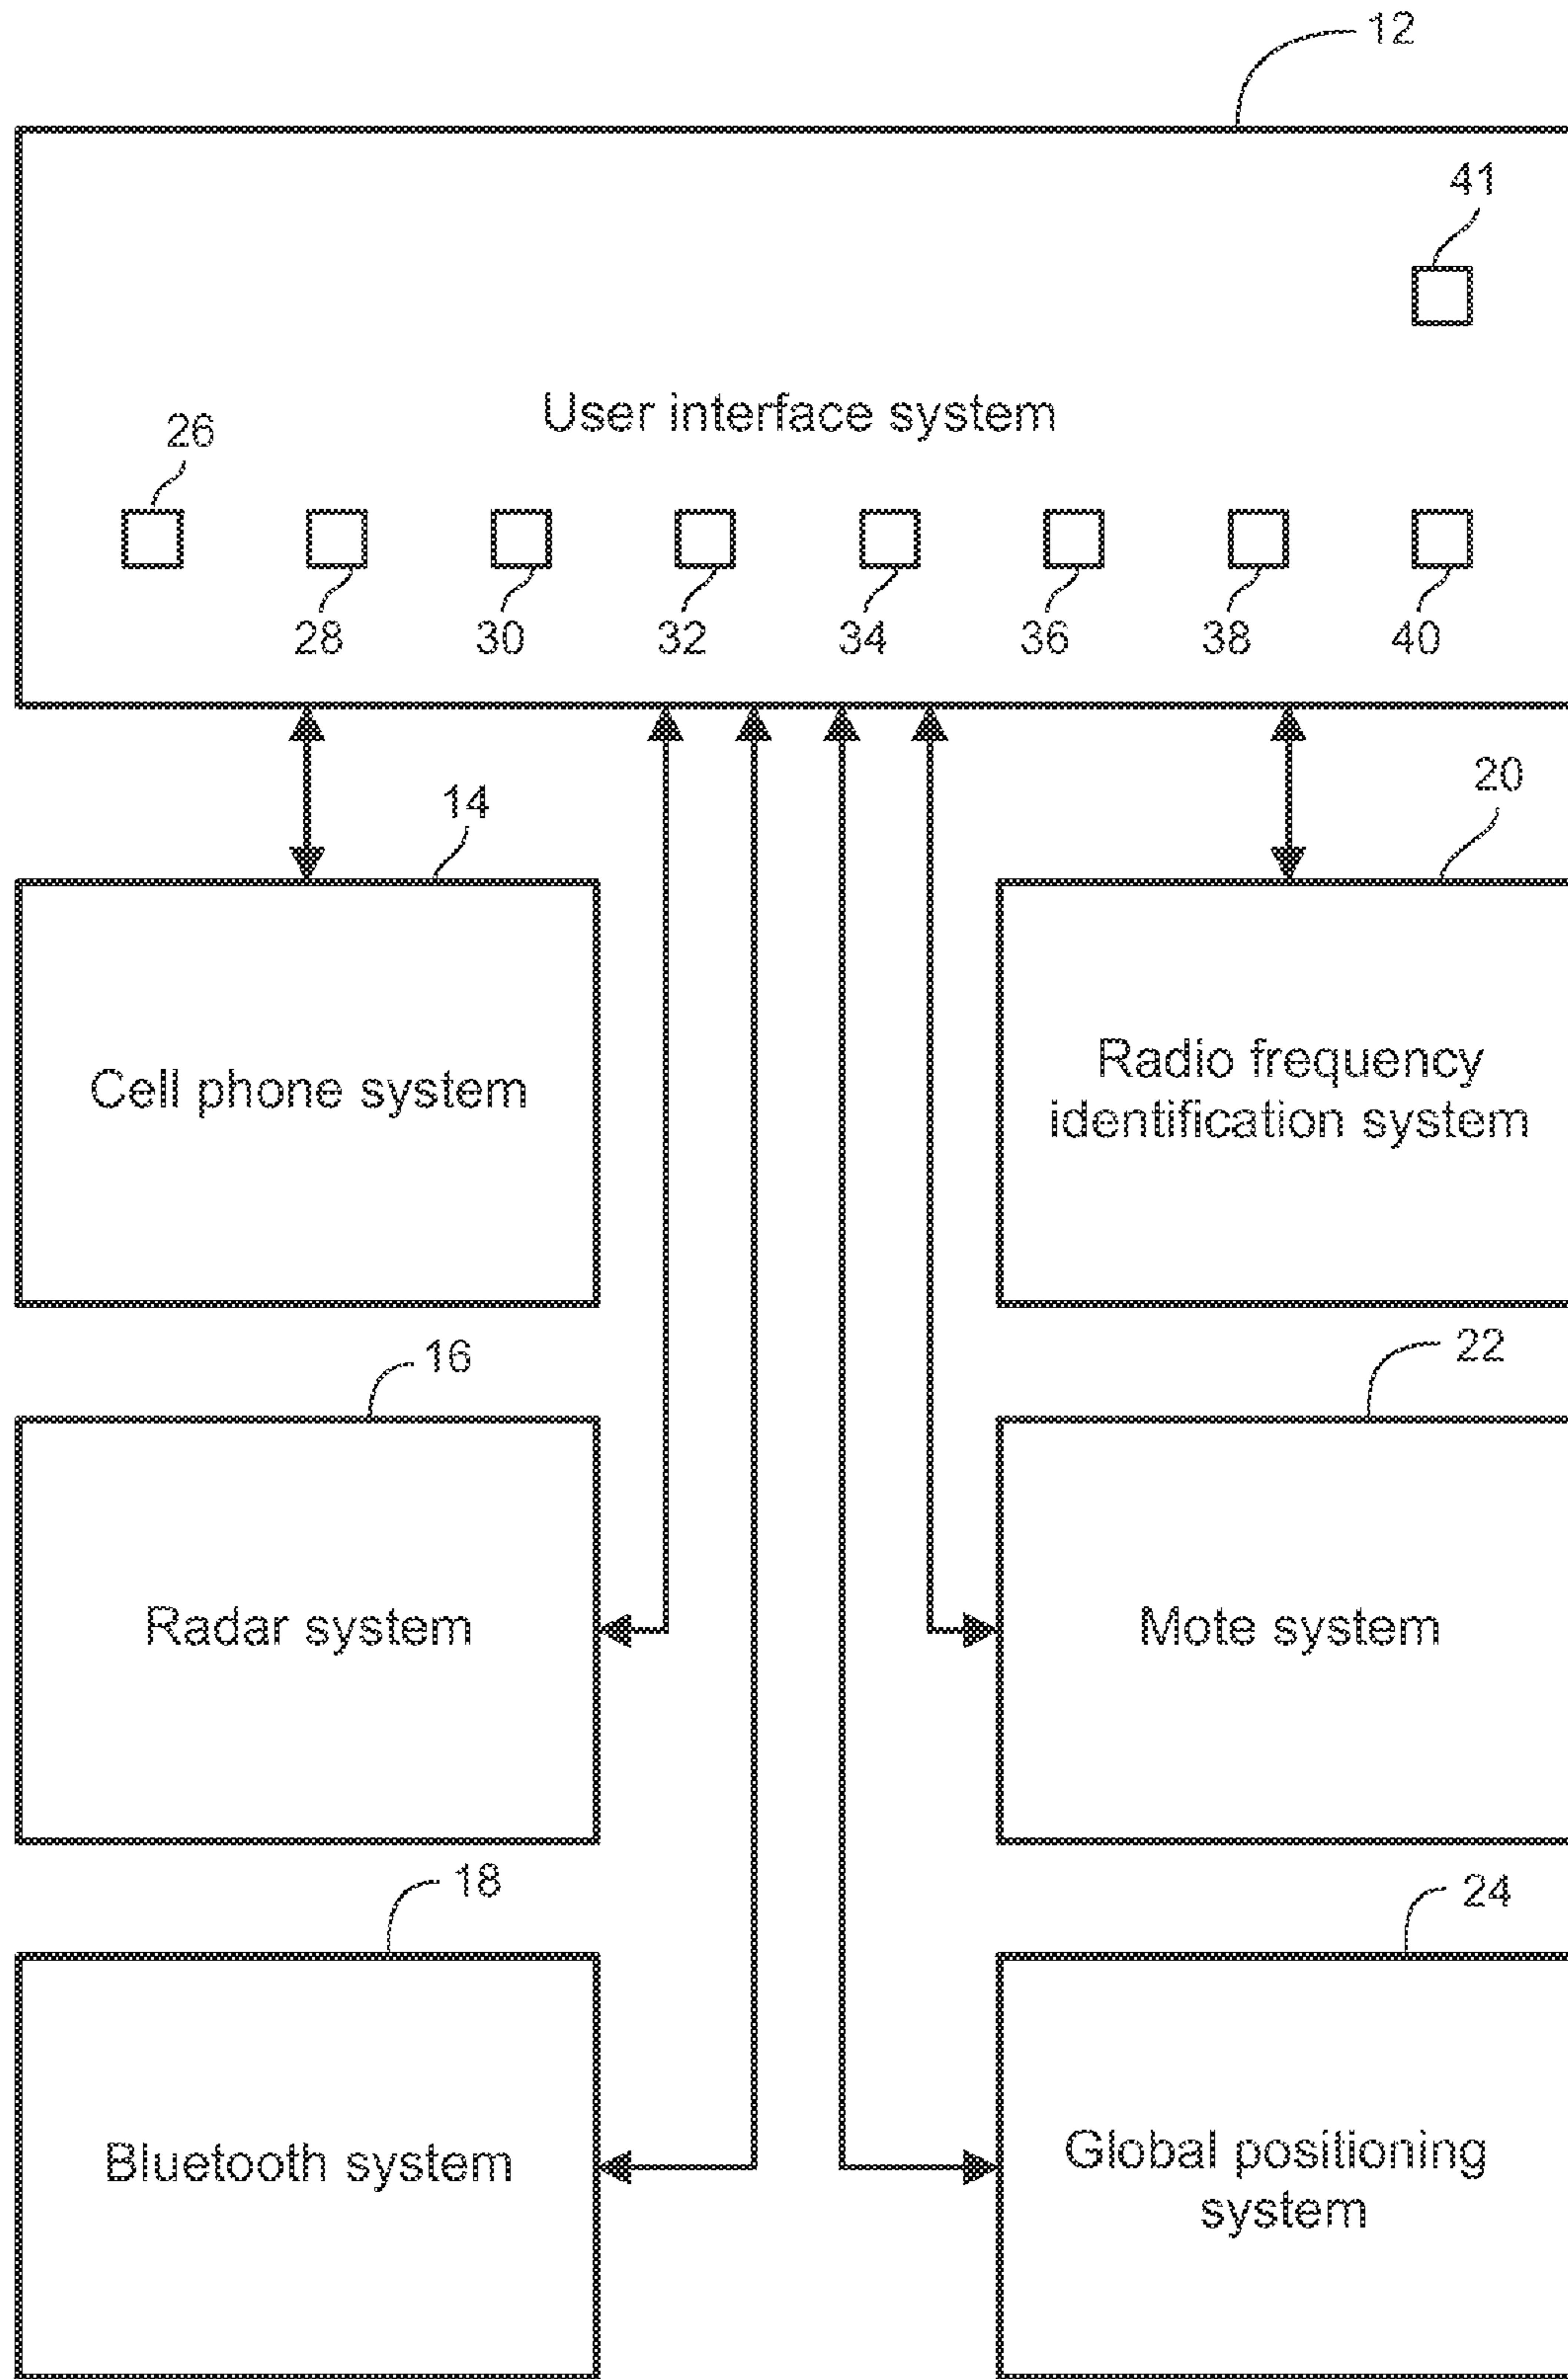 12
41
User interface system
26
28 30 32 34 36 38 40
14
20
Cell phone system
Radio frequency
identification system
16
22
Radar system
Mote system
18
24
Bluetooth system
Global positioning
system